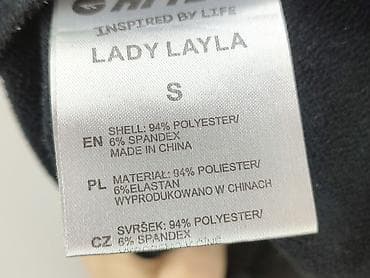 INSPIRED BY LIFE
LADY LAYLA
S
EN SHELL: 94% POLYESTER/
6% SPANDEX
MADE IN CHINA
PL MATERIAŁ: 94% POLIESTER/
6%ELASTAN
WYPRODUKOWANO W CHINACH
CZ SVRŠEK: 94% POLYESTER/
6% SPANDEX